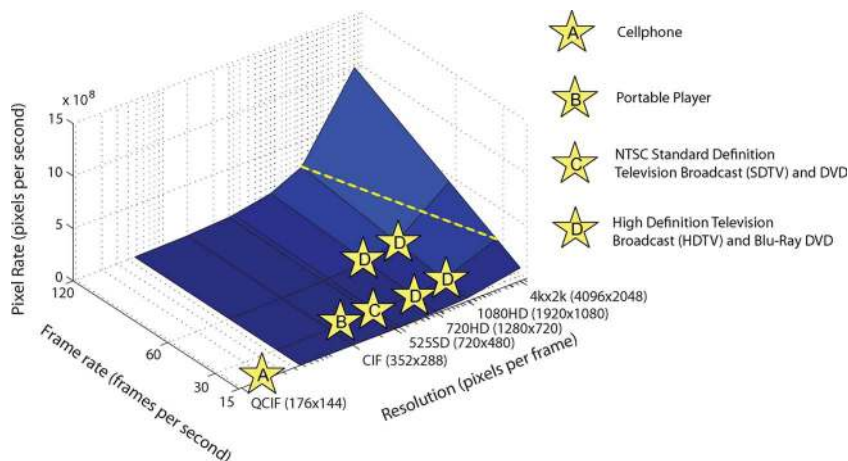 x 10⁸
15
10
5
0
Pixel Rate (pixels per second)
120
60
30
15
Frame rate (frames per second)
QCIF (176x144)
CIF (352x288)
525SD (720x480)
720HD (1280x720)
1080HD (1920x1080)
4kx2k (4096x2048)
Resolution (pixels per frame)
A
B
C
D
D
D
D
A Cellphone
B Portable Player
C NTSC Standard Definition
Television Broadcast (SDTV) and DVD
D High Definition Television
Broadcast (HDTV) and Blu-Ray DVD